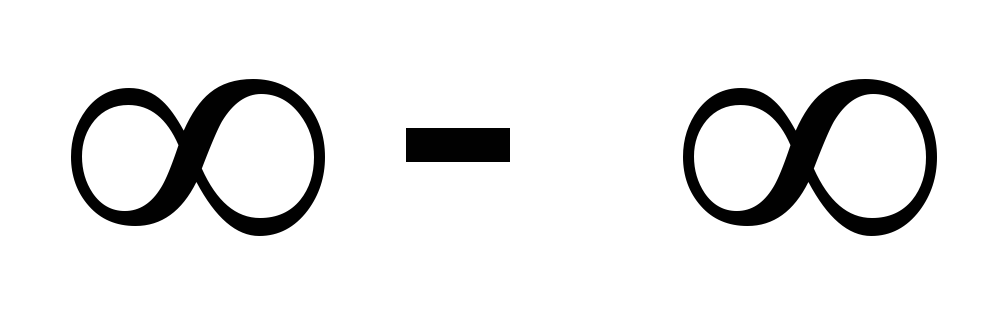 ∞ - ∞